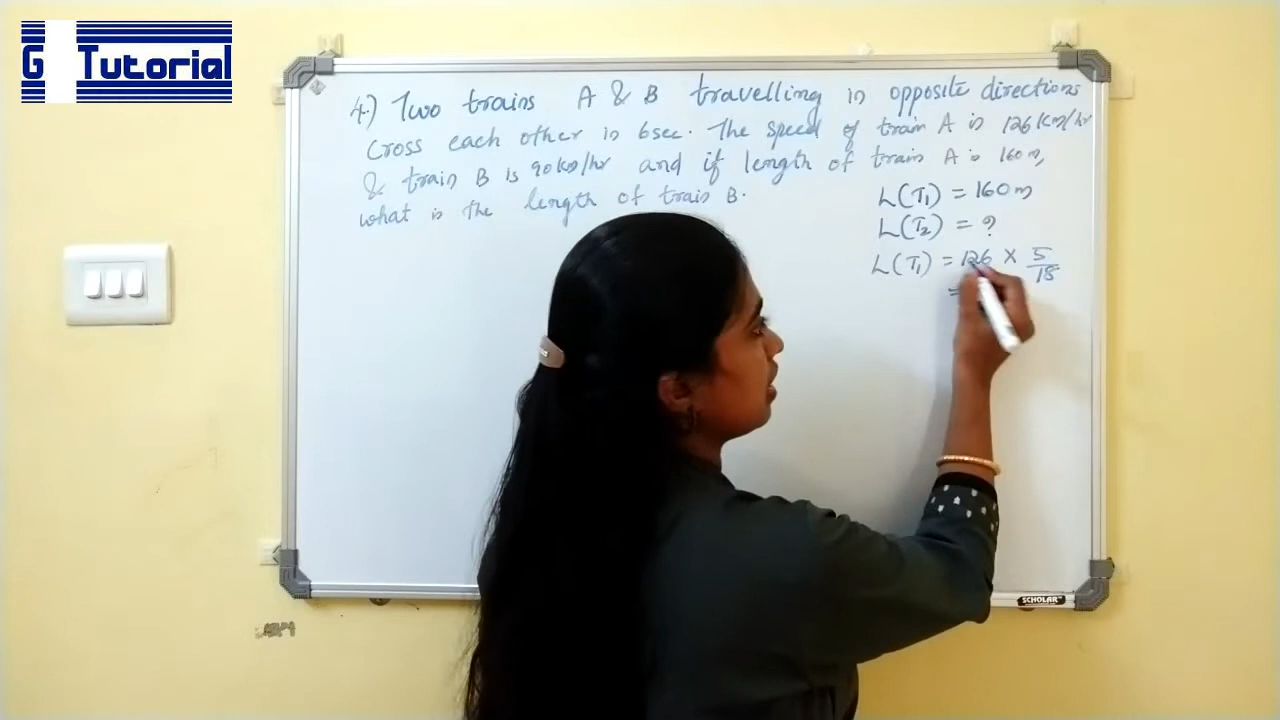 G Tutorial
4.) Two trains A & B travelling in opposite directions
cross each other is 6sec. The speed of train A is 126 Km/hr
& train B is 90km/hr and if length of train A is 160m,
what is the length of train B.
L(T1) = 160m
L(T2) = ?
L(T1) = 126 × 5/18
=
SCHOLAR